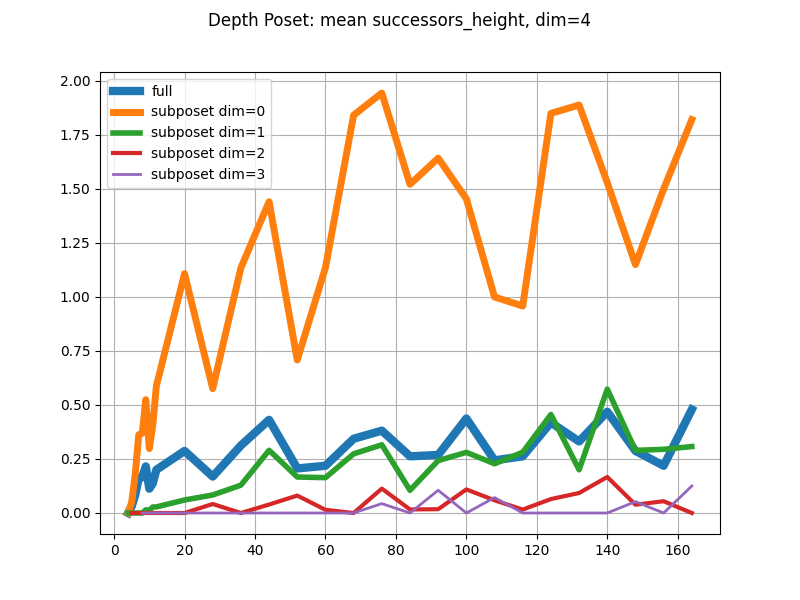 Depth Poset: mean successors_height, dim=4
2.00
1.75
1.50
1.25
1.00
0.75
0.50
0.25
0.00
full
subposet dim=0
subposet dim=1
subposet dim=2
subposet dim=3
0 20 40 60 80 100 120 140 160